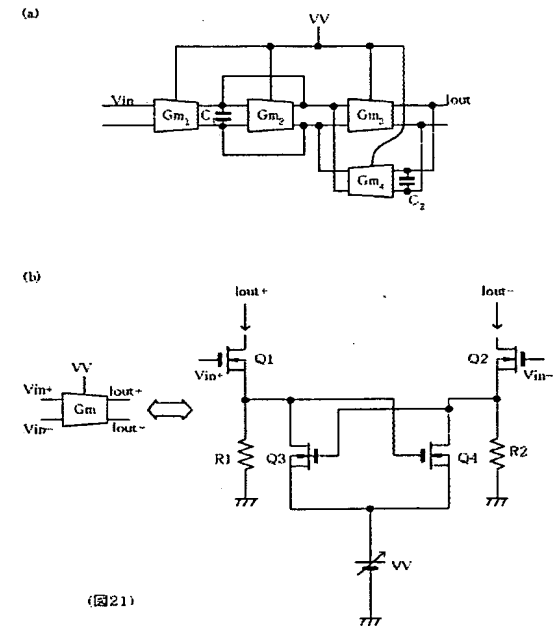 (a)
VV
Vin
Gm1
C1
Gm2
Gm3
Iout
Gm4
C2
(b)
Iout+
Iout−
Q1
Q2
Vin+
Vin−
VV
Vin+
Iout+
Gm
Vin−
Iout−
R1
Q3
Q4
R2
VV
(図21)